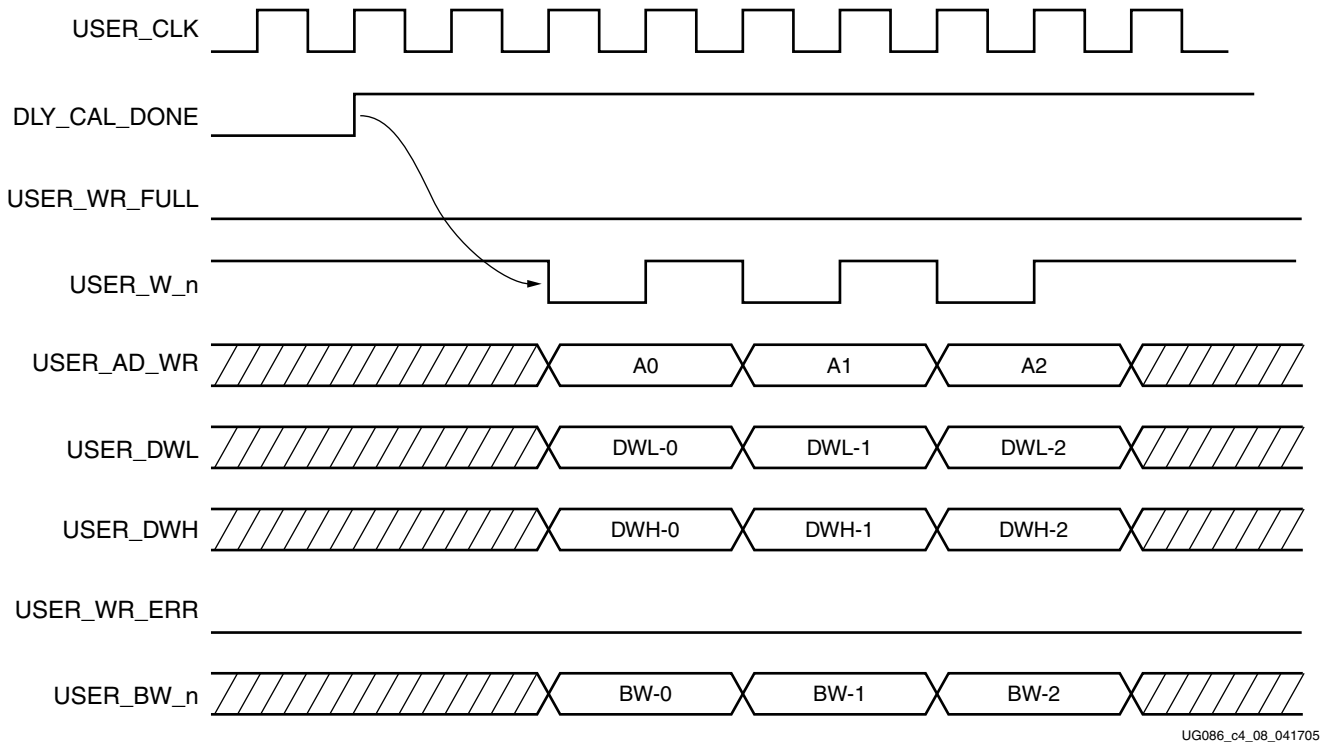 USER_CLK
DLY_CAL_DONE
USER_WR_FULL
USER_W_n
USER_AD_WR A0 A1 A2
USER_DWL DWL-0 DWL-1 DWL-2
USER_DWH DWH-0 DWH-1 DWH-2
USER_WR_ERR
USER_BW_n BW-0 BW-1 BW-2
UG086_c4_08_041705